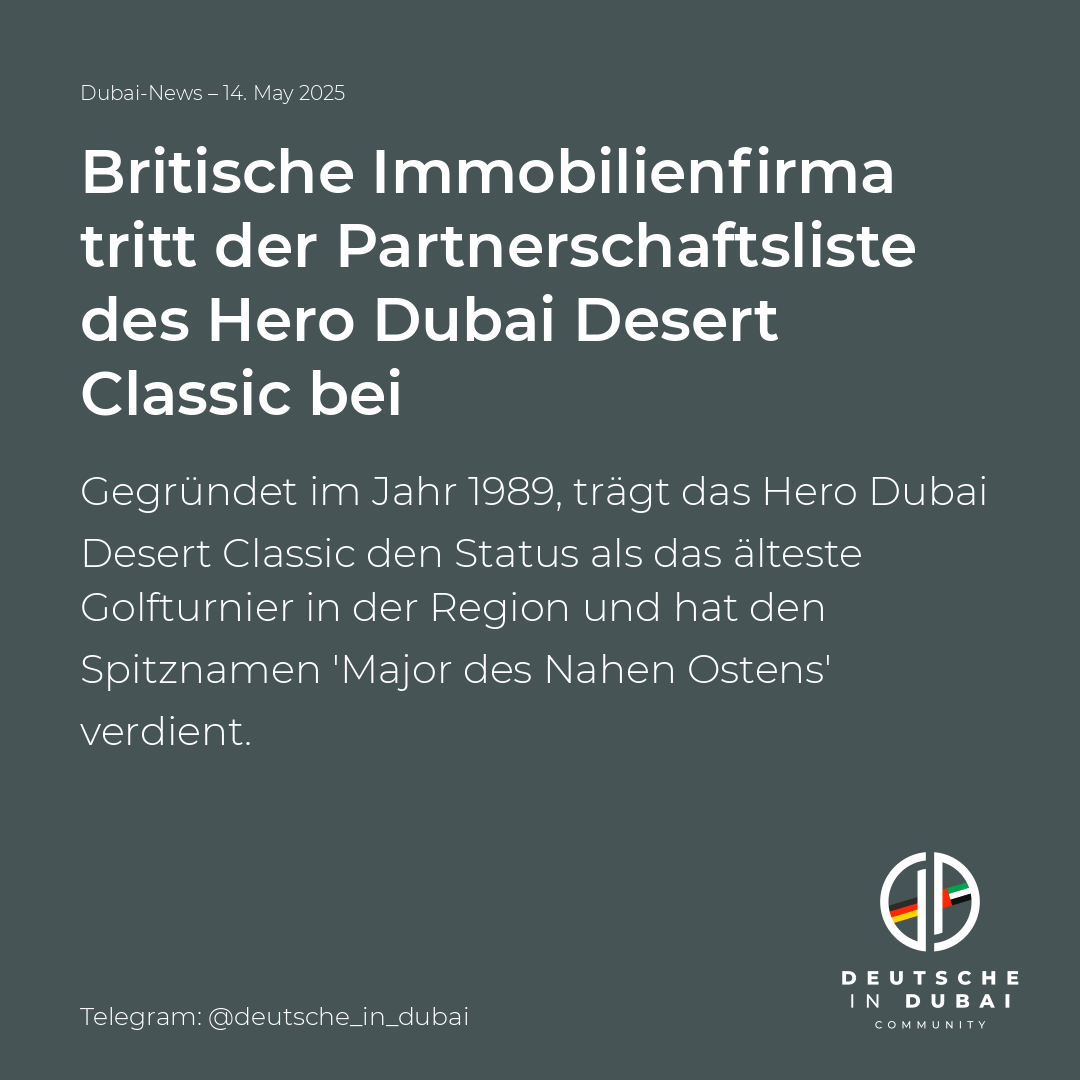 Dubai-News – 14. May 2025
Britische Immobilienfirma
tritt der Partnerschaftsliste
des Hero Dubai Desert
Classic bei
Gegründet im Jahr 1989, trägt das Hero Dubai
Desert Classic den Status als das älteste
Golfturnier in der Region und hat den
Spitznamen 'Major des Nahen Ostens'
verdient.
DEUTSCHE
IN DUBAI
COMMUNITY
Telegram: @deutsche_in_dubai